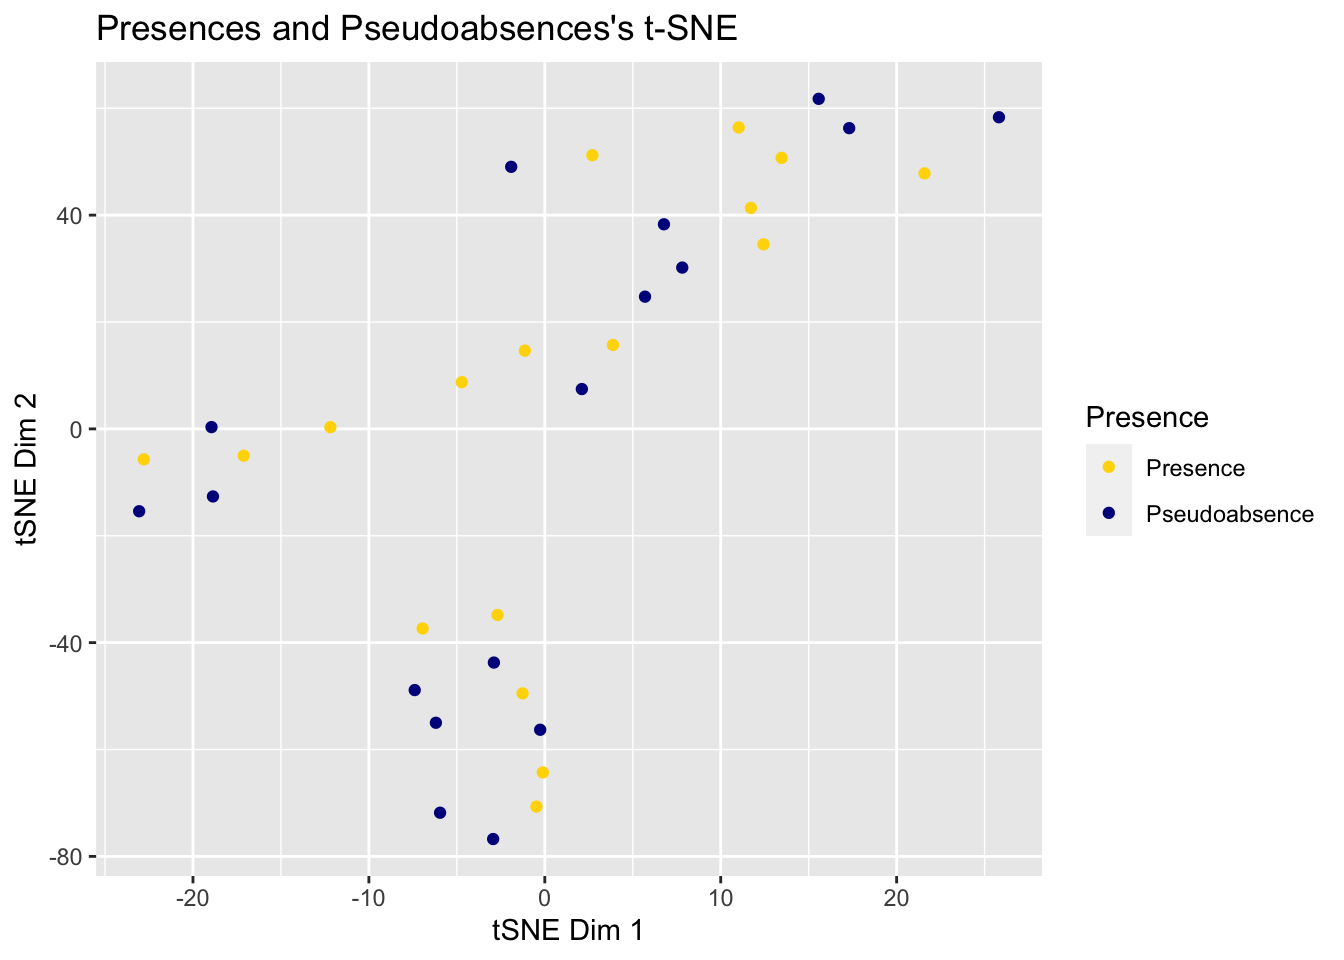 Presences and Pseudoabsences's t-SNE
tSNE Dim 2
40
0
-40
-80
-20
-10
0
10
20
tSNE Dim 1
Presence
Presence
Pseudoabsence